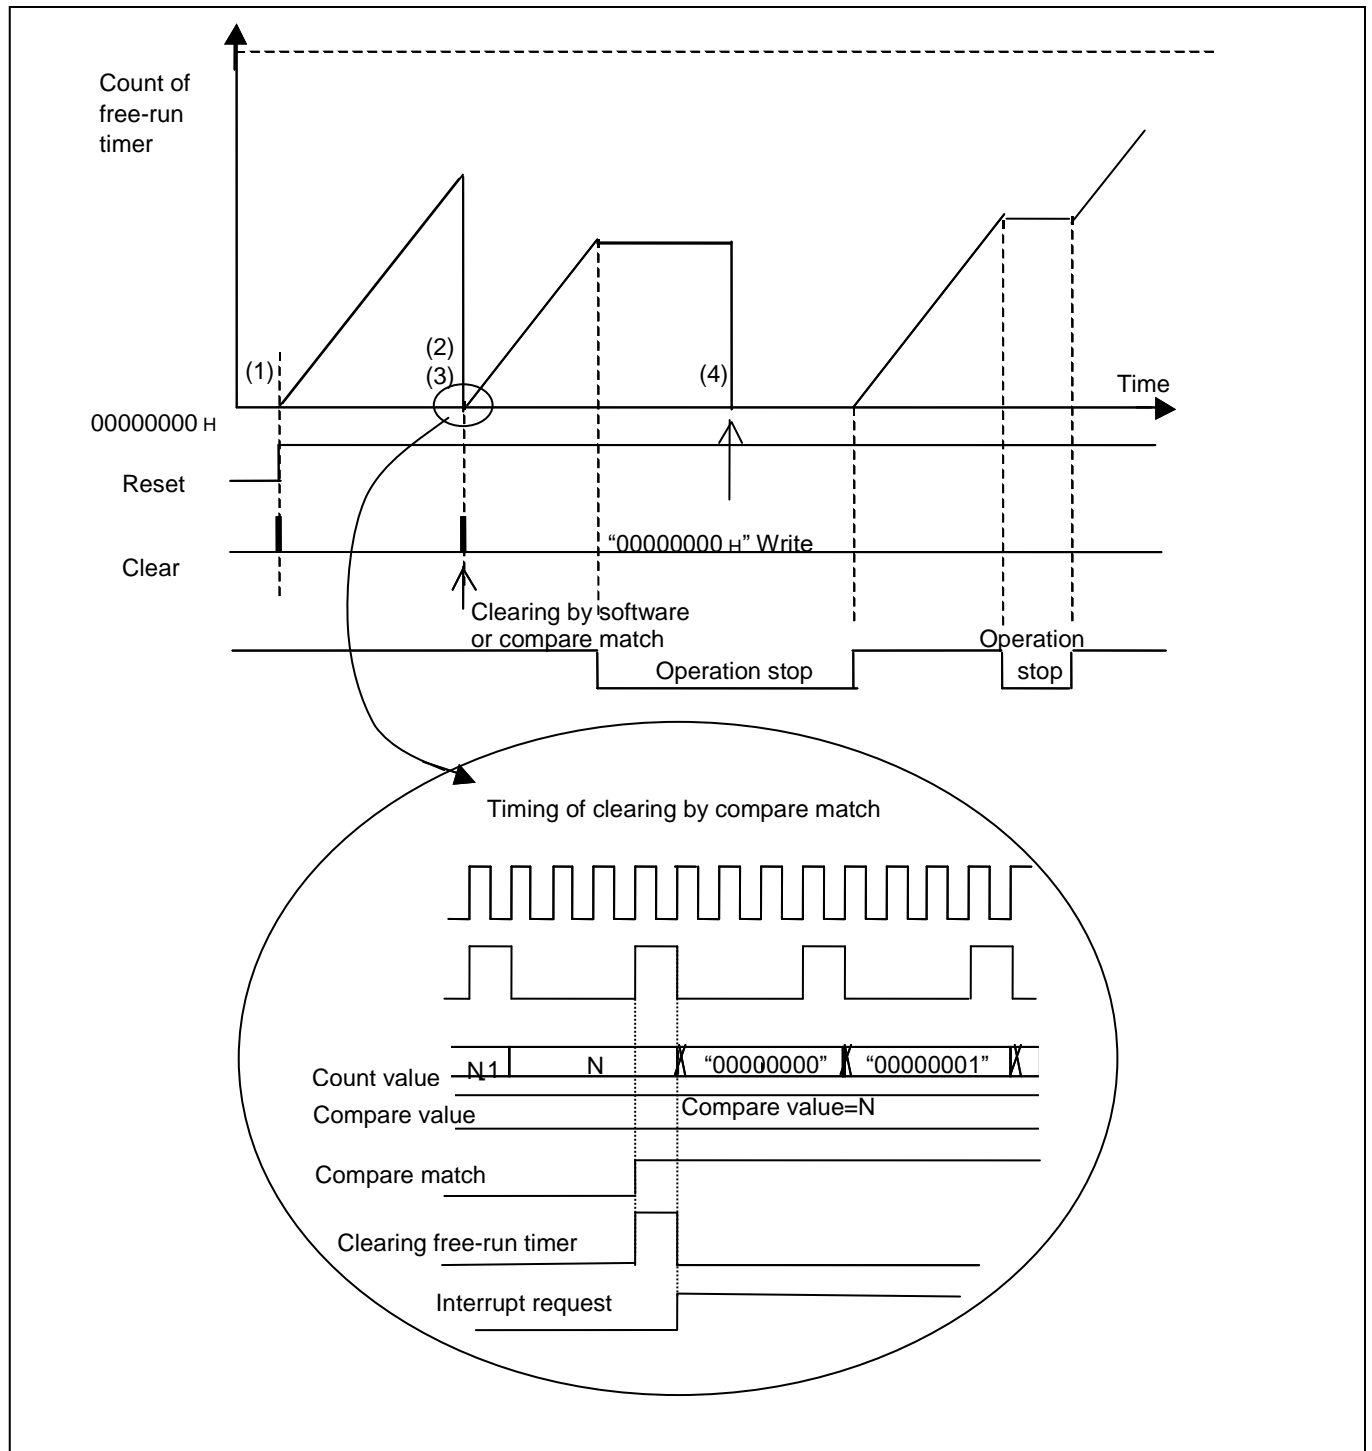 Count of
free-run
timer
(1)
(2)
(3)
(4)
Time
00000000 H
Reset
“00000000 H” Write
Clear
Clearing by software
or compare match
Operation
stop
Operation stop
Timing of clearing by compare match
Count value
N-1
N
“00000000”
“00000001”
Compare value
Compare value=N
Compare match
Clearing free-run timer
Interrupt request